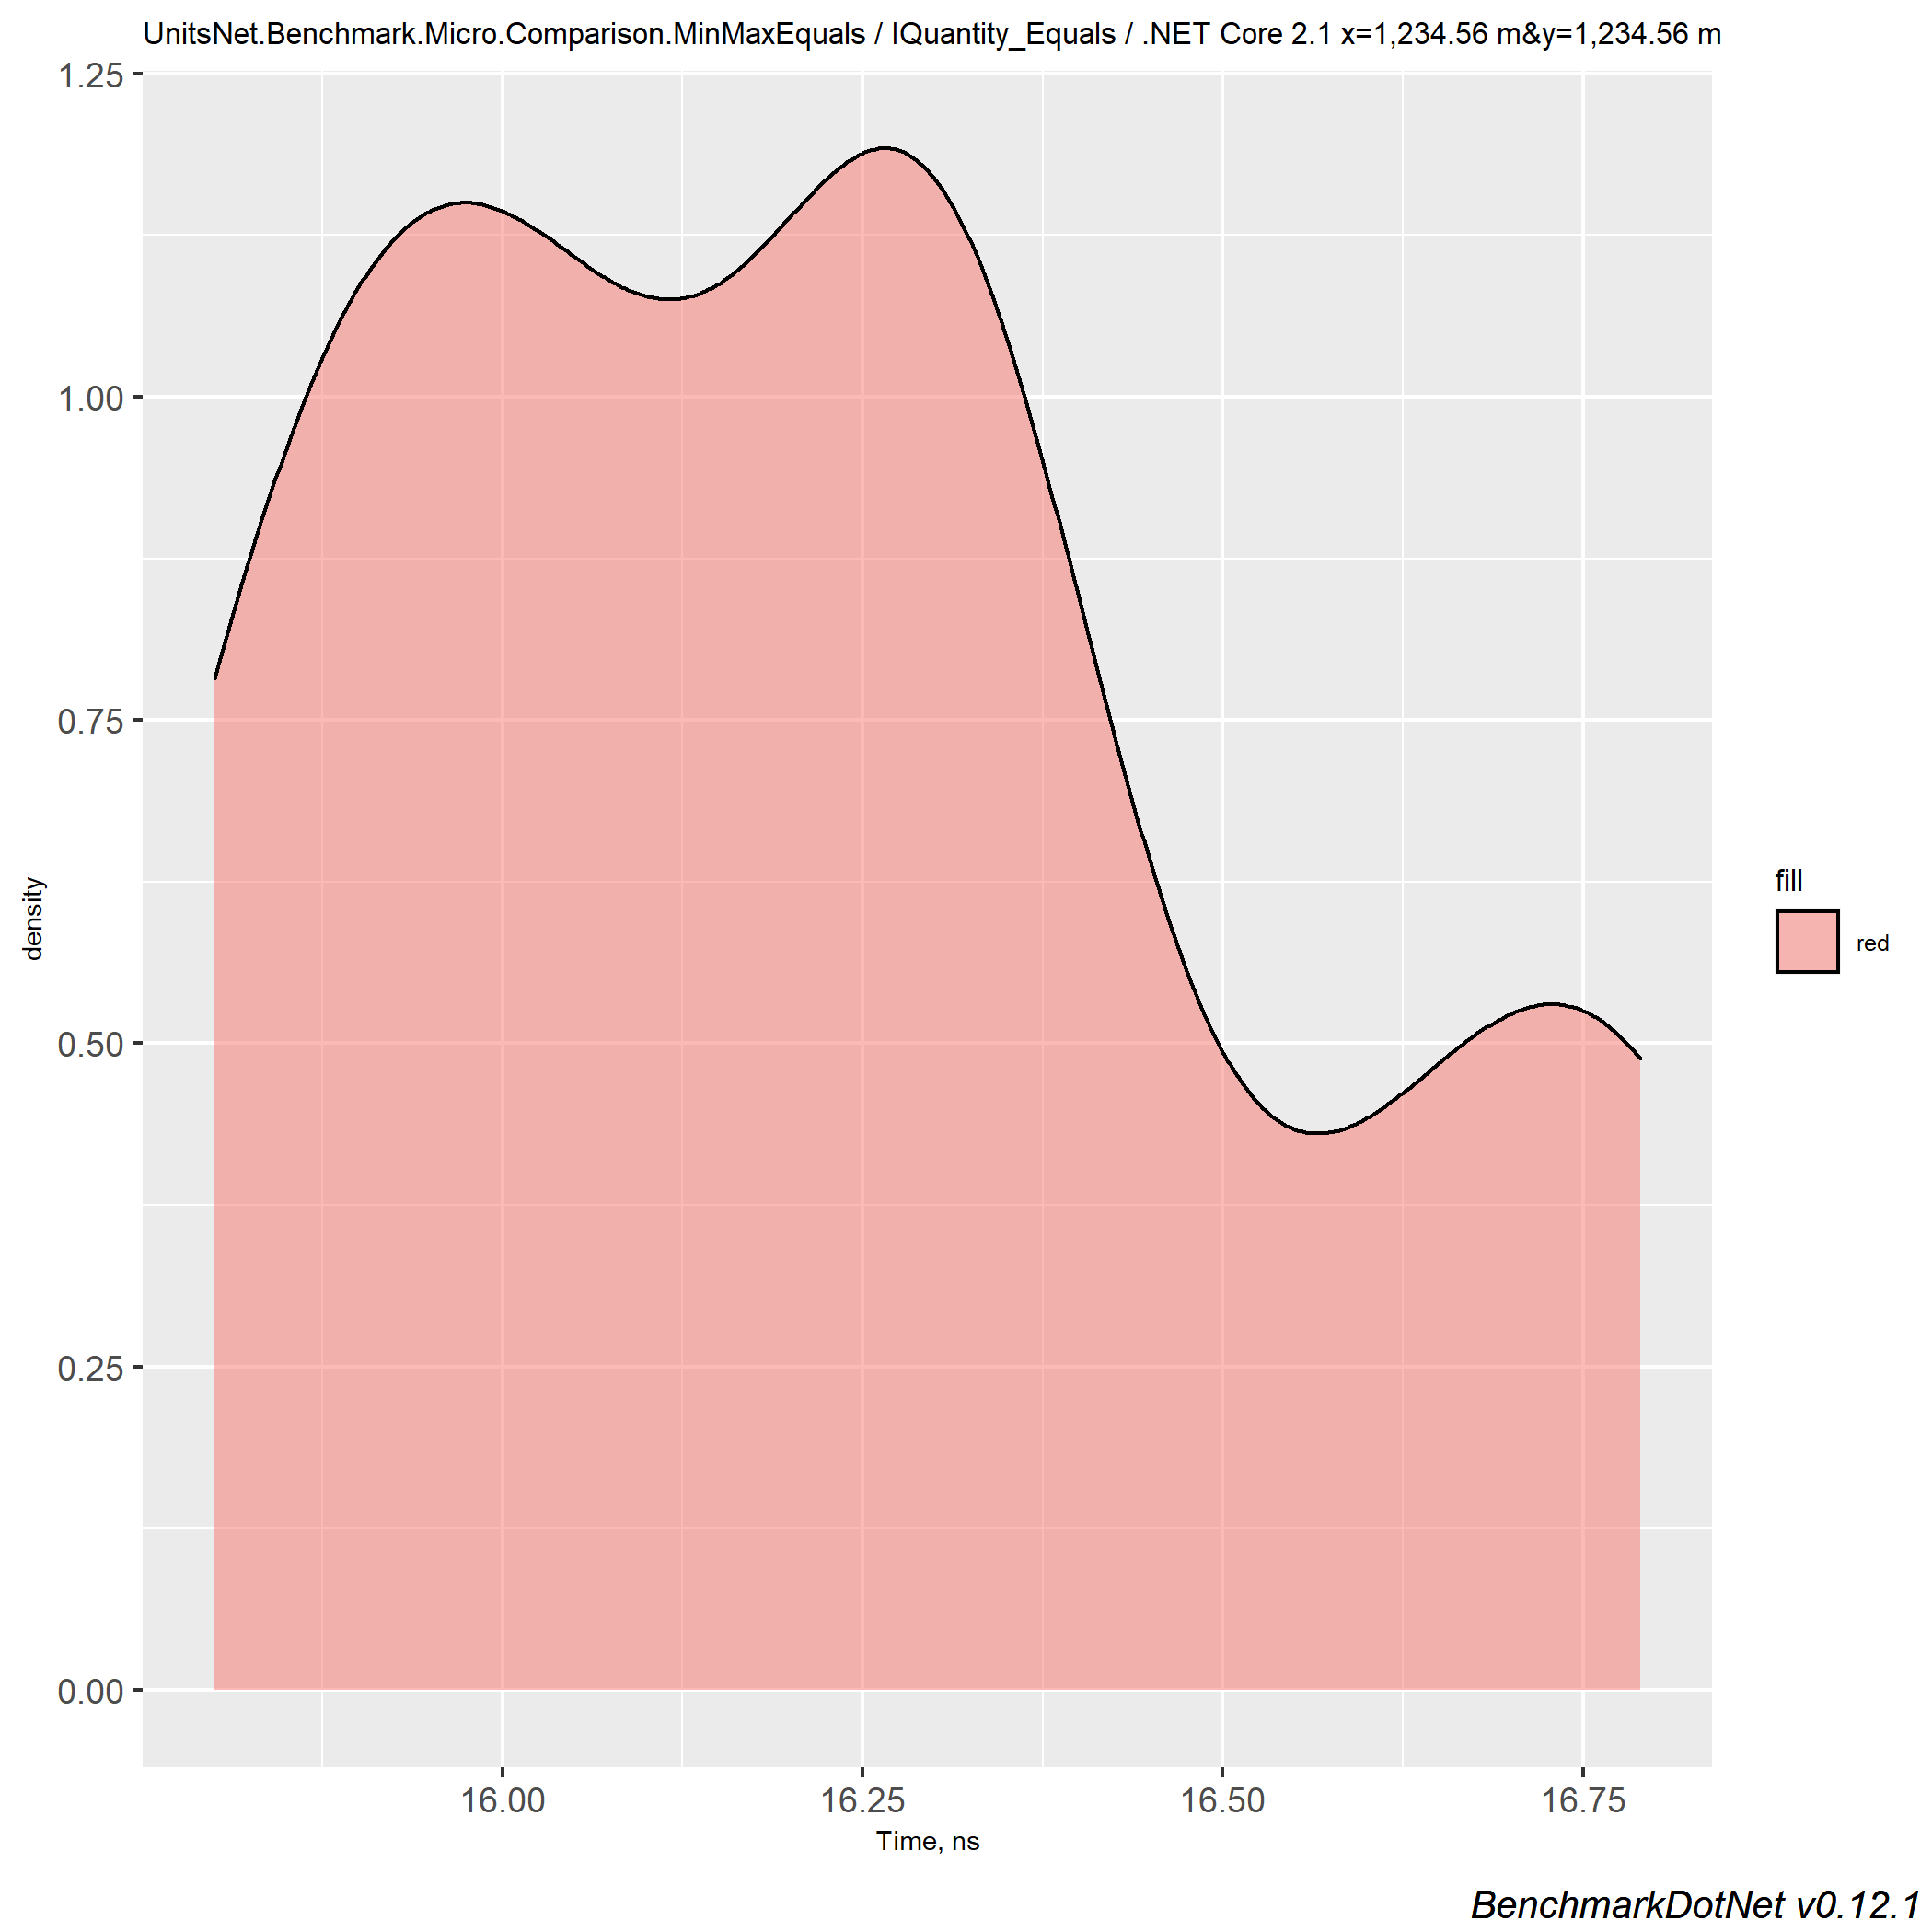 UnitsNet.Benchmark.Micro.Comparison.MinMaxEquals / IQuantity_Equals / .NET Core 2.1 x=1,234.56 m&y=1,234.56 m
1.25
1.00
0.75
0.50
0.25
0.00
density
16.00 16.25 16.50 16.75
Time, ns
fill
red
BenchmarkDotNet v0.12.1